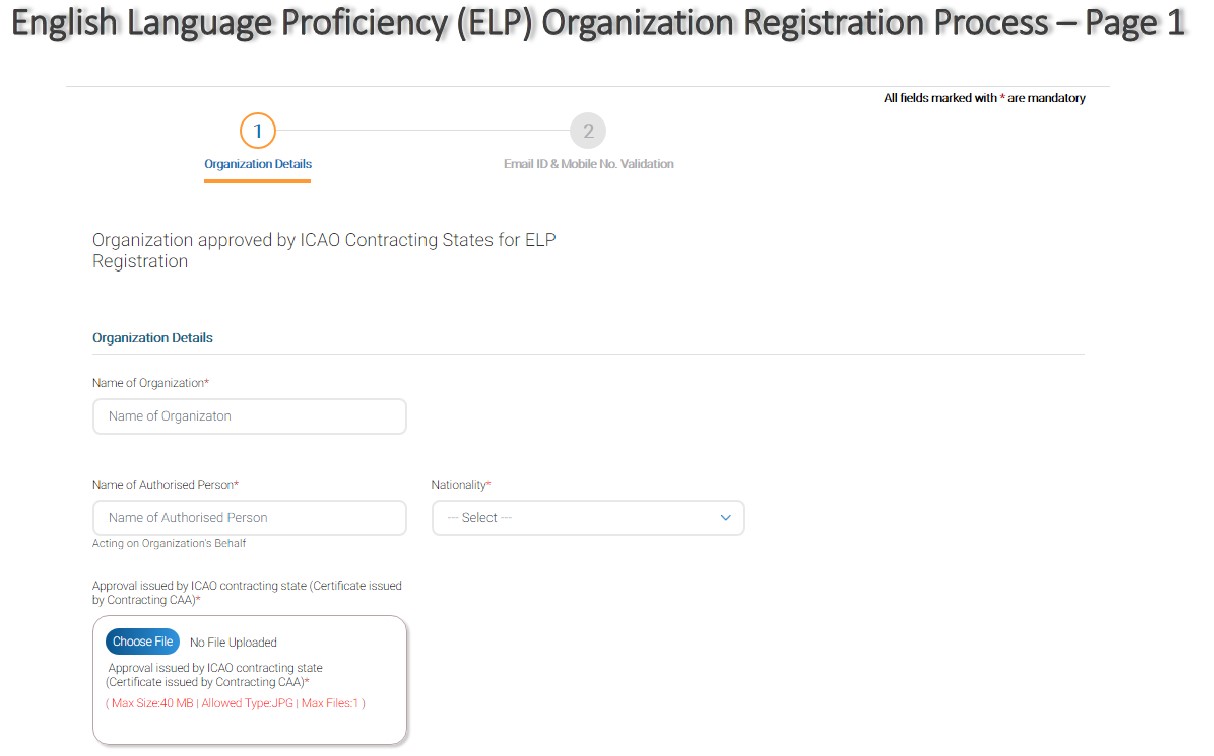 English Language Proficiency (ELP) Organization Registration Process – Page 1
All fields marked with * are mandatory
1
2
Organization Details
Email ID & Mobile No. Validation
Organization approved by ICAO Contracting States for ELP
Registration
Organization Details
Name of Organization*
Name of Organizaton
Name of Authorised Person*
Nationality*
Name of Authorised Person
--- Select ---
Acting on Organization's Behalf
Approval issued by ICAO contracting state (Certificate issued
by Contracting CAA)*
Choose File No File Uploaded
Approval issued by ICAO contracting state
(Certificate issued by Contracting CAA)*
( Max Size:40 MB | Allowed Type:JPG | Max Files:1 )